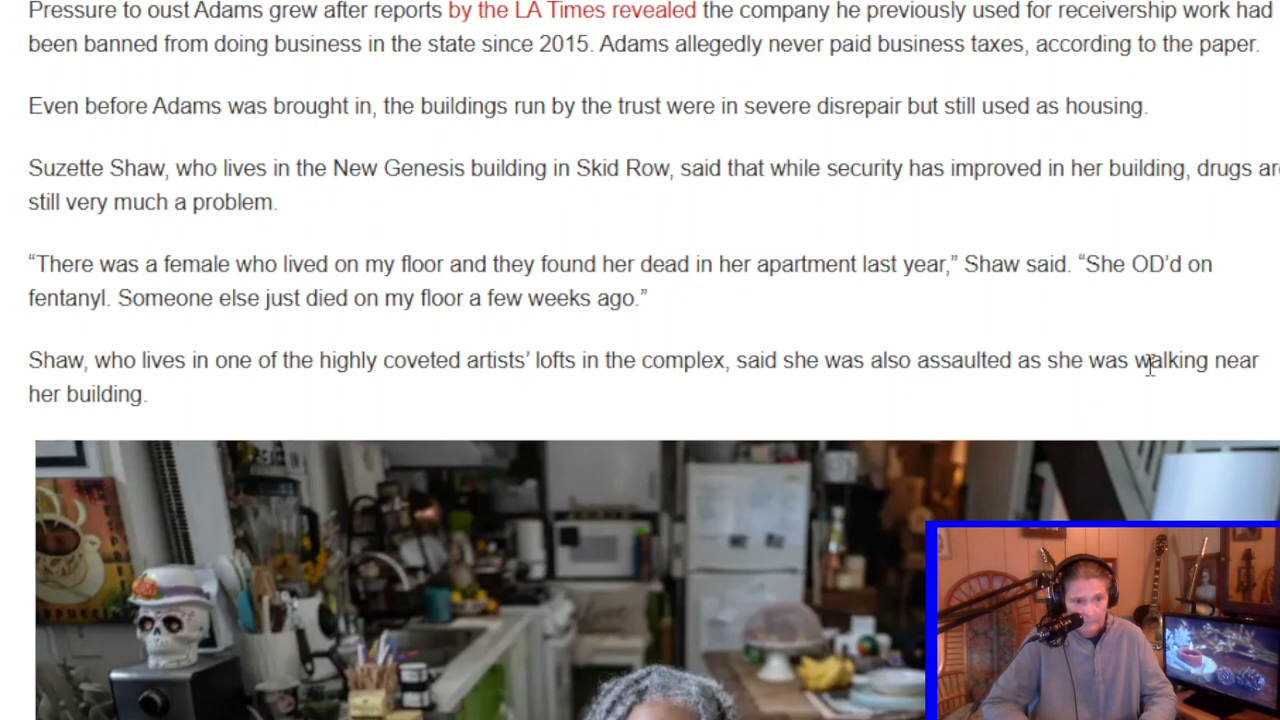 Pressure to oust Adams grew after reports by the LA Times revealed the company he previously used for receivership work had
been banned from doing business in the state since 2015. Adams allegedly never paid business taxes, according to the paper.
Even before Adams was brought in, the buildings run by the trust were in severe disrepair but still used as housing.
Suzette Shaw, who lives in the New Genesis building in Skid Row, said that while security has improved in her building, drugs are
still very much a problem.
“There was a female who lived on my floor and they found her dead in her apartment last year,” Shaw said. “She OD’d on
fentanyl. Someone else just died on my floor a few weeks ago.”
Shaw, who lives in one of the highly coveted artists’ lofts in the complex, said she was also assaulted as she was walking near
her building.